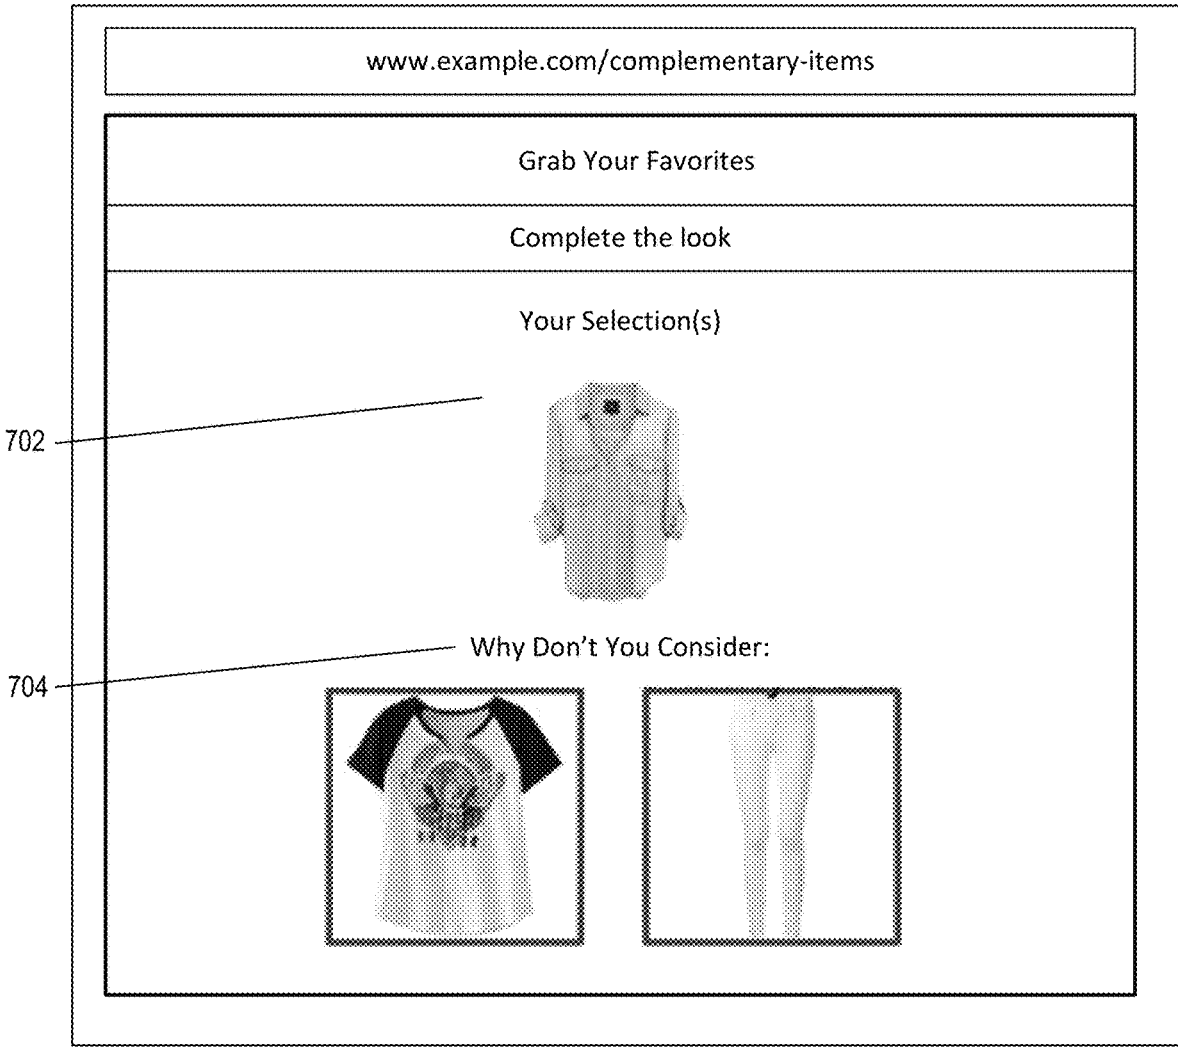 www.example.com/complementary-items
Grab Your Favorites
Complete the look
Your Selection(s)
702
Why Don't You Consider:
704